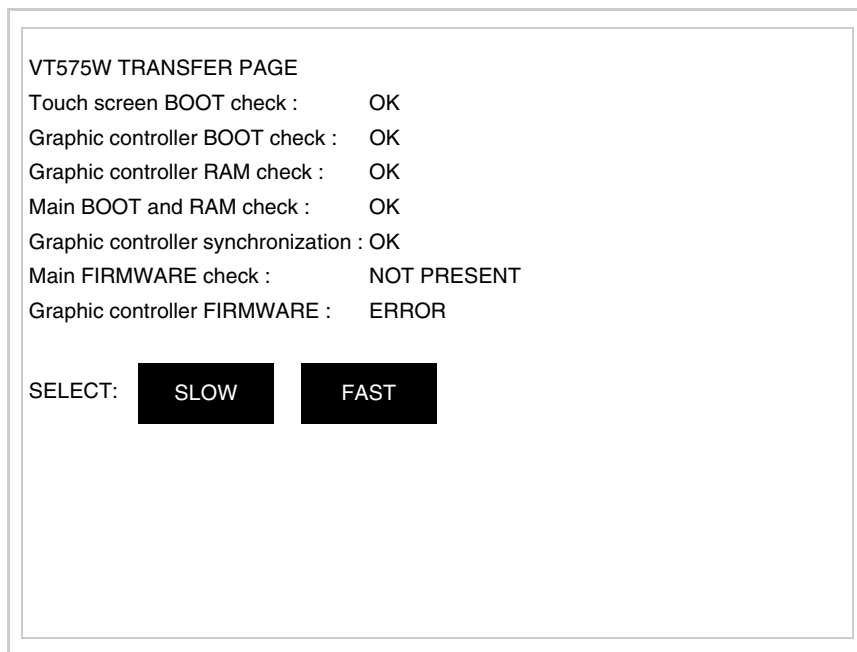 VT575W TRANSFER PAGE
Touch screen BOOT check : OK
Graphic controller BOOT check : OK
Graphic controller RAM check : OK
Main BOOT and RAM check : OK
Graphic controller synchronization : OK
Main FIRMWARE check : NOT PRESENT
Graphic controller FIRMWARE : ERROR
SELECT: SLOW FAST